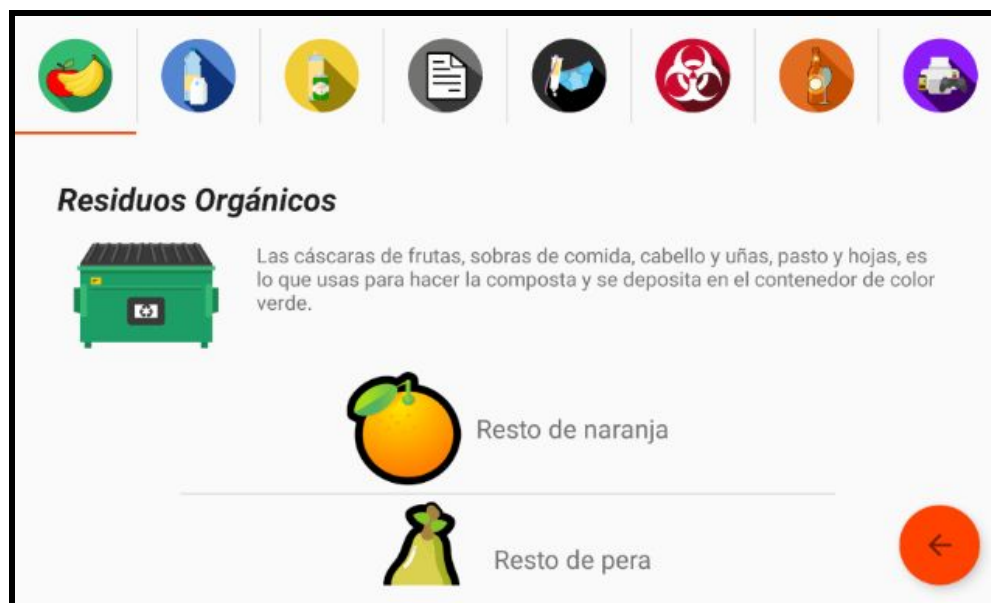 Residuos Orgánicos
Las cáscaras de frutas, sobras de comida, cabello y uñas, pasto y hojas, es
lo que usas para hacer la composta y se deposita en el contenedor de color
verde.
Resto de naranja
Resto de pera